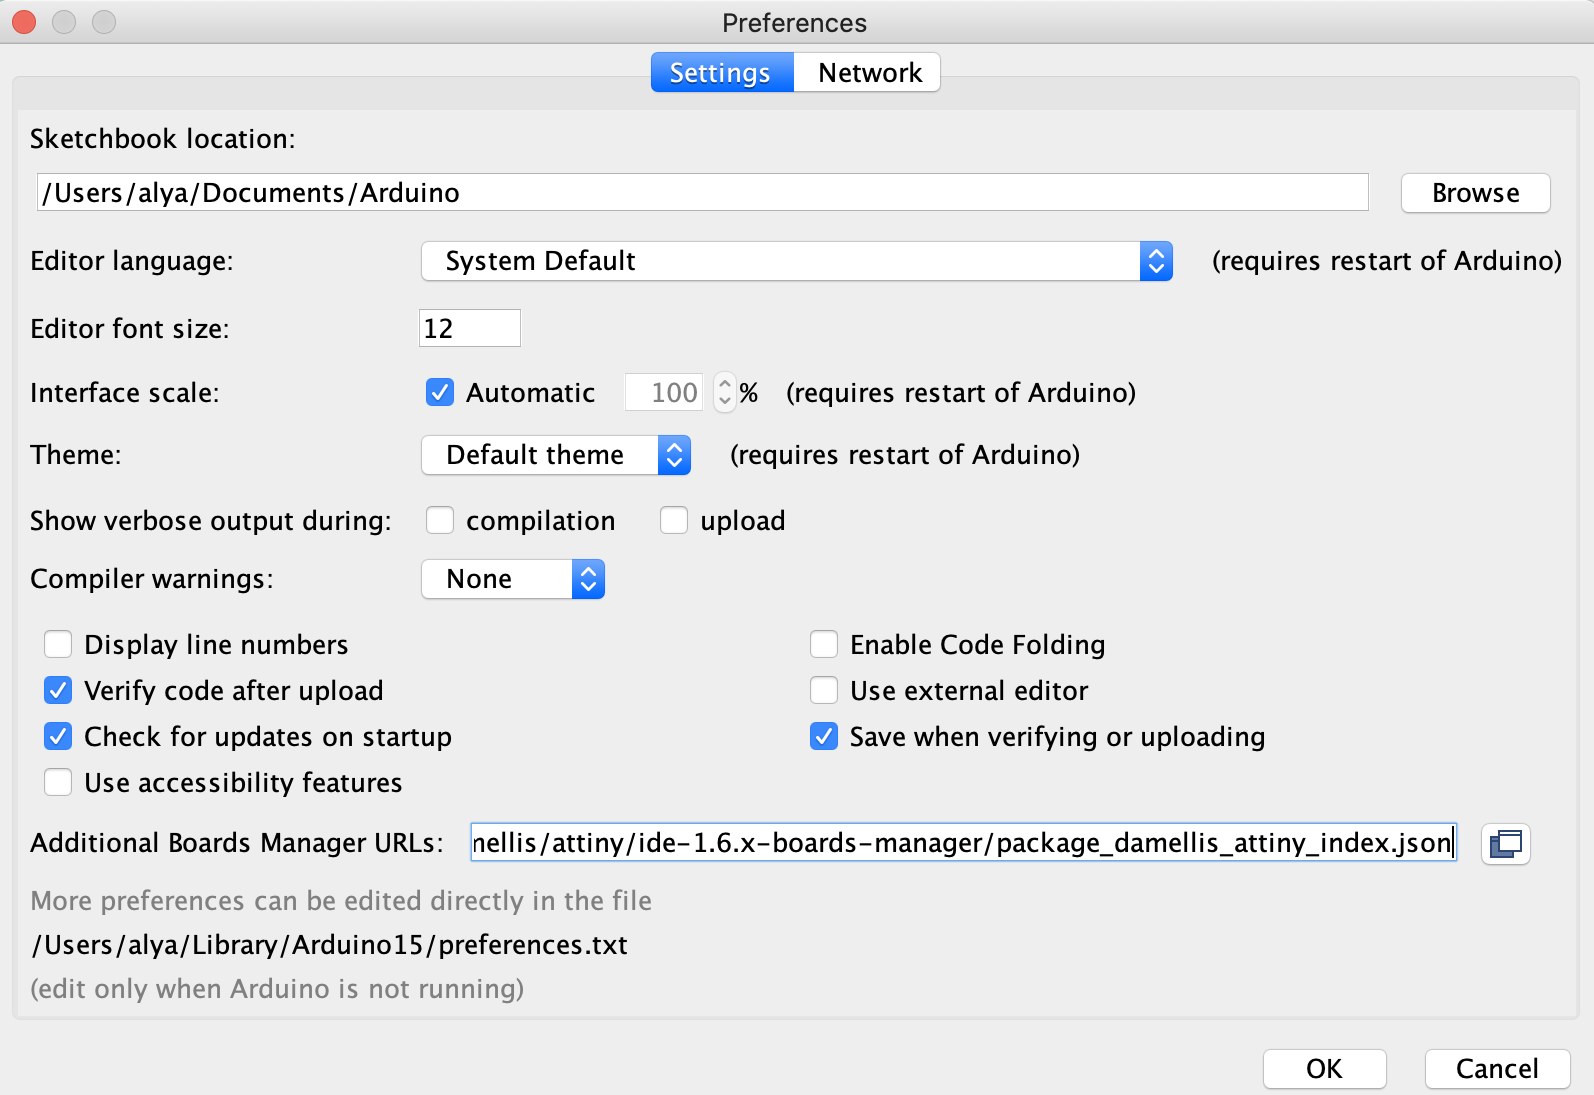 Preferences
Settings Network
Sketchbook location:
/Users/alya/Documents/Arduino Browse
Editor language: System Default (requires restart of Arduino)
Editor font size: 12
Interface scale: Automatic 100 % (requires restart of Arduino)
Theme: Default theme (requires restart of Arduino)
Show verbose output during: compilation upload
Compiler warnings: None
Display line numbers Enable Code Folding
Verify code after upload Use external editor
Check for updates on startup Save when verifying or uploading
Use accessibility features
Additional Boards Manager URLs: mellis/attiny/ide-1.6.x-boards-manager/package_damellis_attiny_index.json
More preferences can be edited directly in the file
/Users/alya/Library/Arduino15/preferences.txt
(edit only when Arduino is not running)
OK Cancel